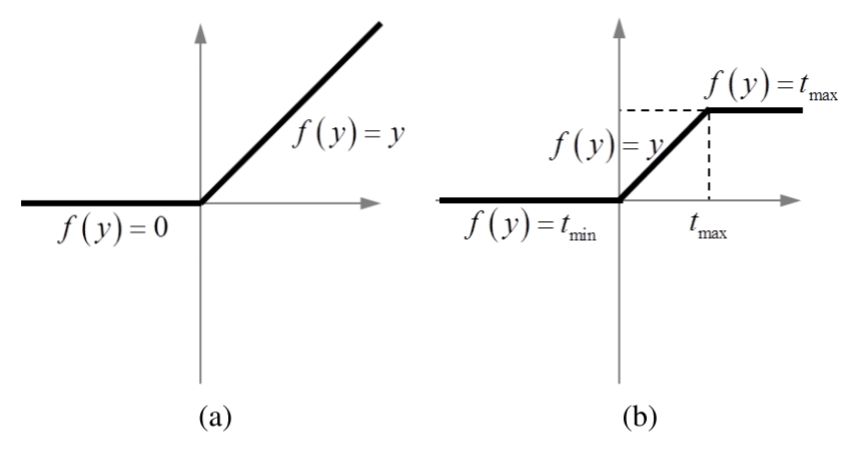 f(y)=y
f(y)=0
(a)
f(y)=t_max
f(y)=y
f(y)=t_min
t_max
(b)